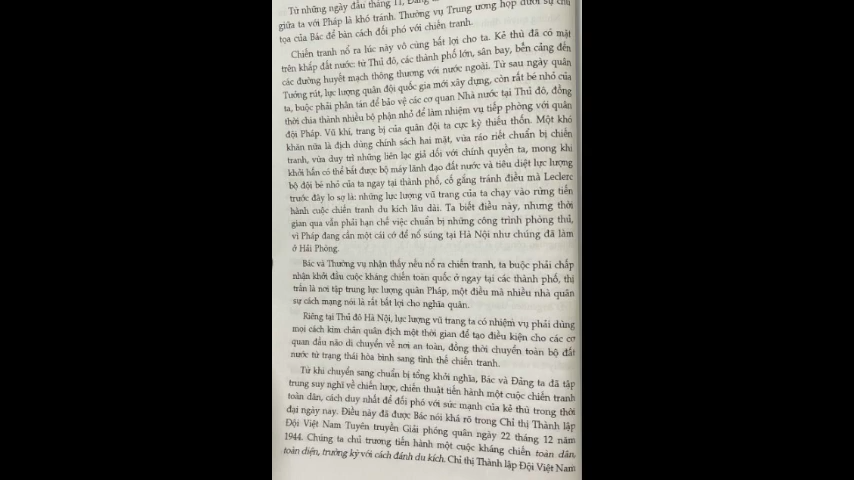 Từ những ngày đầu tháng 11, Đảng ta
giữa ta với Pháp là khó tránh. Thường vụ Trung ương họp dưới sự chủ
tọa của Bác để bàn cách đối phó với chiến tranh.
Chiến tranh nổ ra lúc này vô cùng bất lợi cho ta. Kẻ thù đã có mặt
trên khắp đất nước: từ Thủ đô, các thành phố lớn, sân bay, bến cảng đến
các đường huyết mạch thông thương với nước ngoài. Từ sau ngày quân
Tưởng rút, lực lượng quân đội quốc gia mới xây dựng, còn rất bé nhỏ của
ta, buộc phải phân tán để bảo vệ các cơ quan Nhà nước tại Thủ đô, đồng
thời chia thành nhiều bộ phận nhỏ để làm nhiệm vụ tiếp phòng với quân
đội Pháp. Vũ khí, trang bị của quân đội ta cực kỳ thiếu thốn. Một khó
khăn nữa là địch dùng chính sách hai mặt, vừa ráo riết chuẩn bị chiến
tranh, vừa duy trì những liên lạc giả dối với chính quyền ta, mong khi
khởi hấn có thể bắt được bộ máy lãnh đạo đất nước và tiêu diệt lực lượng
bộ đội bé nhỏ của ta ngay tại thành phố, cố gắng tránh điều mà Leclerc
trước đây lo sợ là: những lực lượng vũ trang của ta chạy vào rừng tiến
hành cuộc chiến tranh du kích lâu dài. Ta biết điều này, nhưng thời
gian qua vẫn phải hạn chế việc chuẩn bị những công trình phòng thủ,
vì Pháp đang cần một cái cớ để nổ súng tại Hà Nội như chúng đã làm
ở Hải Phòng.
Bác và Thường vụ nhận thấy nếu nổ ra chiến tranh, ta buộc phải chấp
nhận khởi đầu cuộc kháng chiến toàn quốc ở ngay tại các thành phố, thị
trấn là nơi tập trung lực lượng quân Pháp, một điều mà nhiều nhà quân
sự cách mạng nói là rất bất lợi cho nghĩa quân.
Riêng tại Thủ đô Hà Nội, lực lượng vũ trang ta có nhiệm vụ phải dùng
mọi cách kìm chân quân địch một thời gian để tạo điều kiện cho các cơ
quan đầu não di chuyển về nơi an toàn, đồng thời chuyển toàn bộ đất
nước từ trạng thái hòa bình sang tình thế chiến tranh.
Từ khi chuyển sang chuẩn bị tổng khởi nghĩa, Bác và Đảng ta đã tập
trung suy nghĩ về chiến lược, chiến thuật tiến hành một cuộc chiến tranh
toàn dân, cách duy nhất để đối phó với sức mạnh của kẻ thù trong thời
đại ngày nay. Điều này đã được Bác nói khá rõ trong Chỉ thị Thành lập
Đội Việt Nam Tuyên truyền Giải phóng quân ngày 22 tháng 12 năm
1944. Chúng ta chủ trương tiến hành một cuộc kháng chiến toàn dân,
toàn diện, trường kỳ với cách đánh du kích. Chỉ thị Thành lập Đội Việt Nam